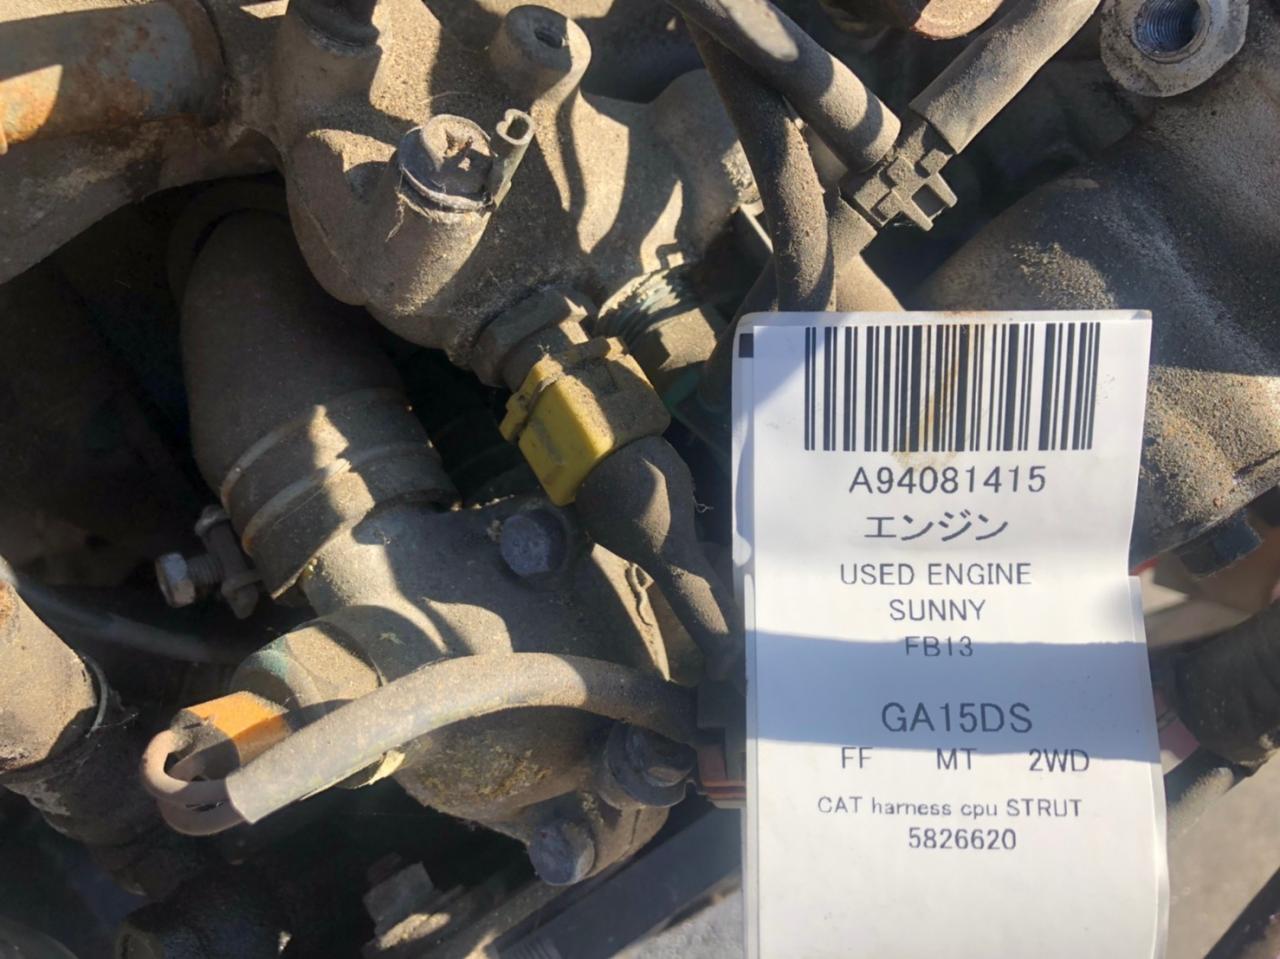 A94081415
エンジン
USED ENGINE
SUNNY
FB13
GA15DS
FF MT 2WD
CAT harness cpu STRUT
5826620